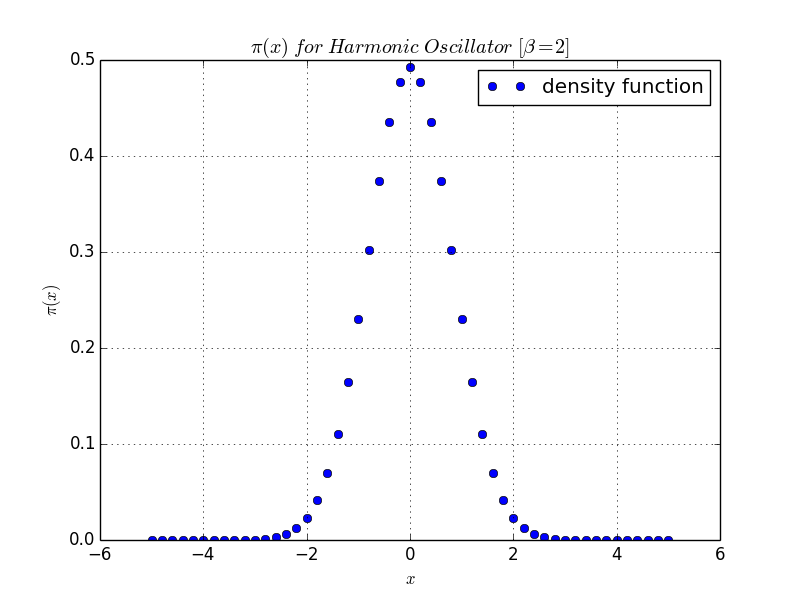 π(x) for Harmonic Oscillator [β=2]
density function
0.5
0.4
0.3
0.2
0.1
0.0
π(x)
−6 −4 −2 0 2 4 6
x